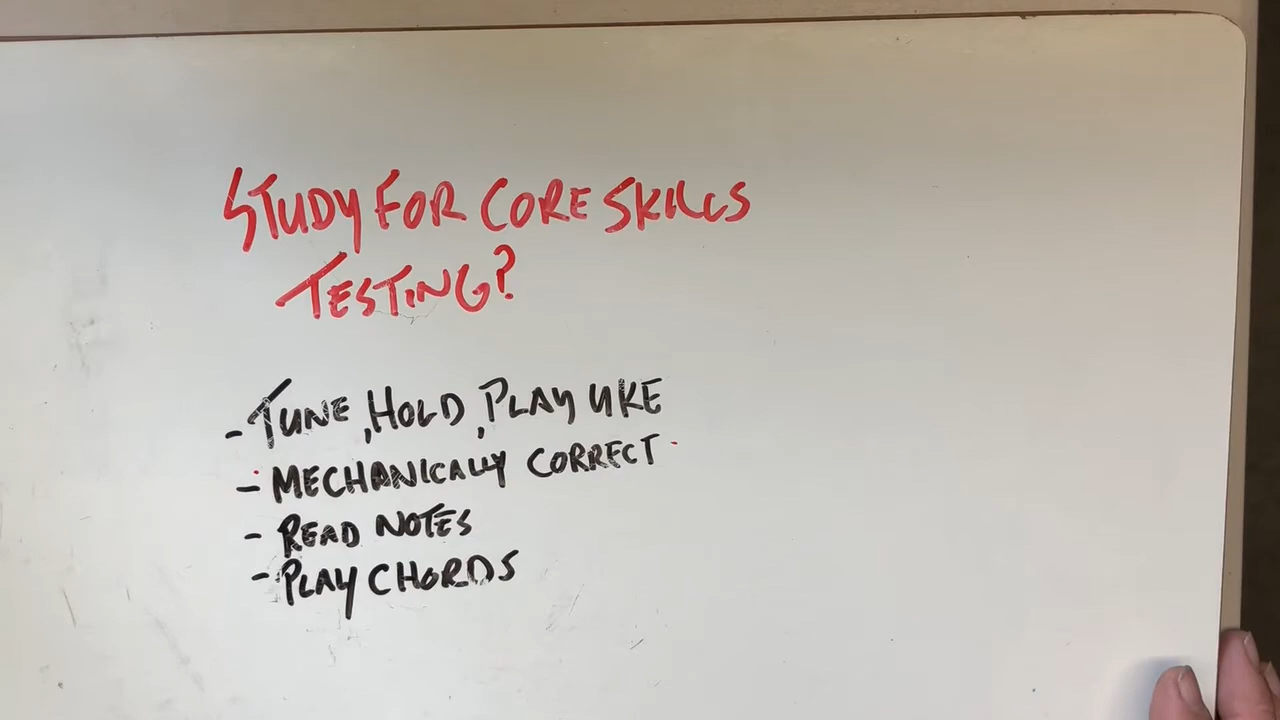 STUDY FOR CORE SKILLS
TESTING?
- TUNE, HOLD, PLAY UKE
- MECHANICALLY CORRECT
- READ NOTES
- PLAY CHORDS